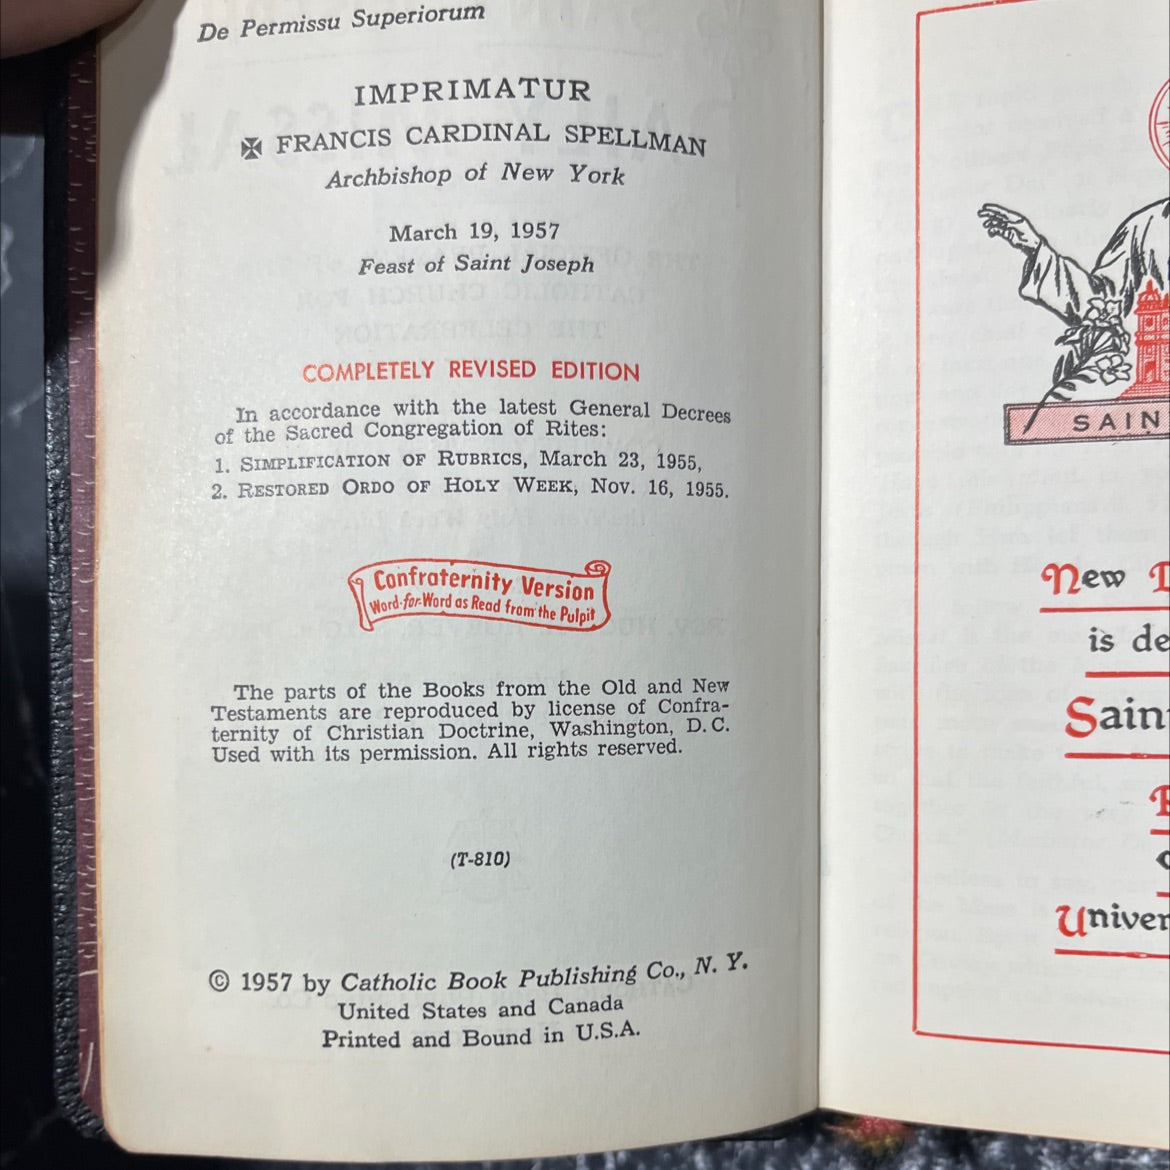 De Permissu Superiorum
IMPRIMATUR
✠ FRANCIS CARDINAL SPELLMAN
Archbishop of New York
March 19, 1957
Feast of Saint Joseph
COMPLETELY REVISED EDITION
In accordance with the latest General Decrees
of the Sacred Congregation of Rites:
1. SIMPLIFICATION OF RUBRICS, March 23, 1955,
2. RESTORED ORDO OF HOLY WEEK, Nov. 16, 1955.
Confraternity Version
Word-for-Word as Read from the Pulpit
The parts of the Books from the Old and New
Testaments are reproduced by license of Confra-
ternity of Christian Doctrine, Washington, D.C.
Used with its permission. All rights reserved.
(T-810)
© 1957 by Catholic Book Publishing Co., N. Y.
United States and Canada
Printed and Bound in U.S.A.
SAIN
New
is de
Sain
Univer